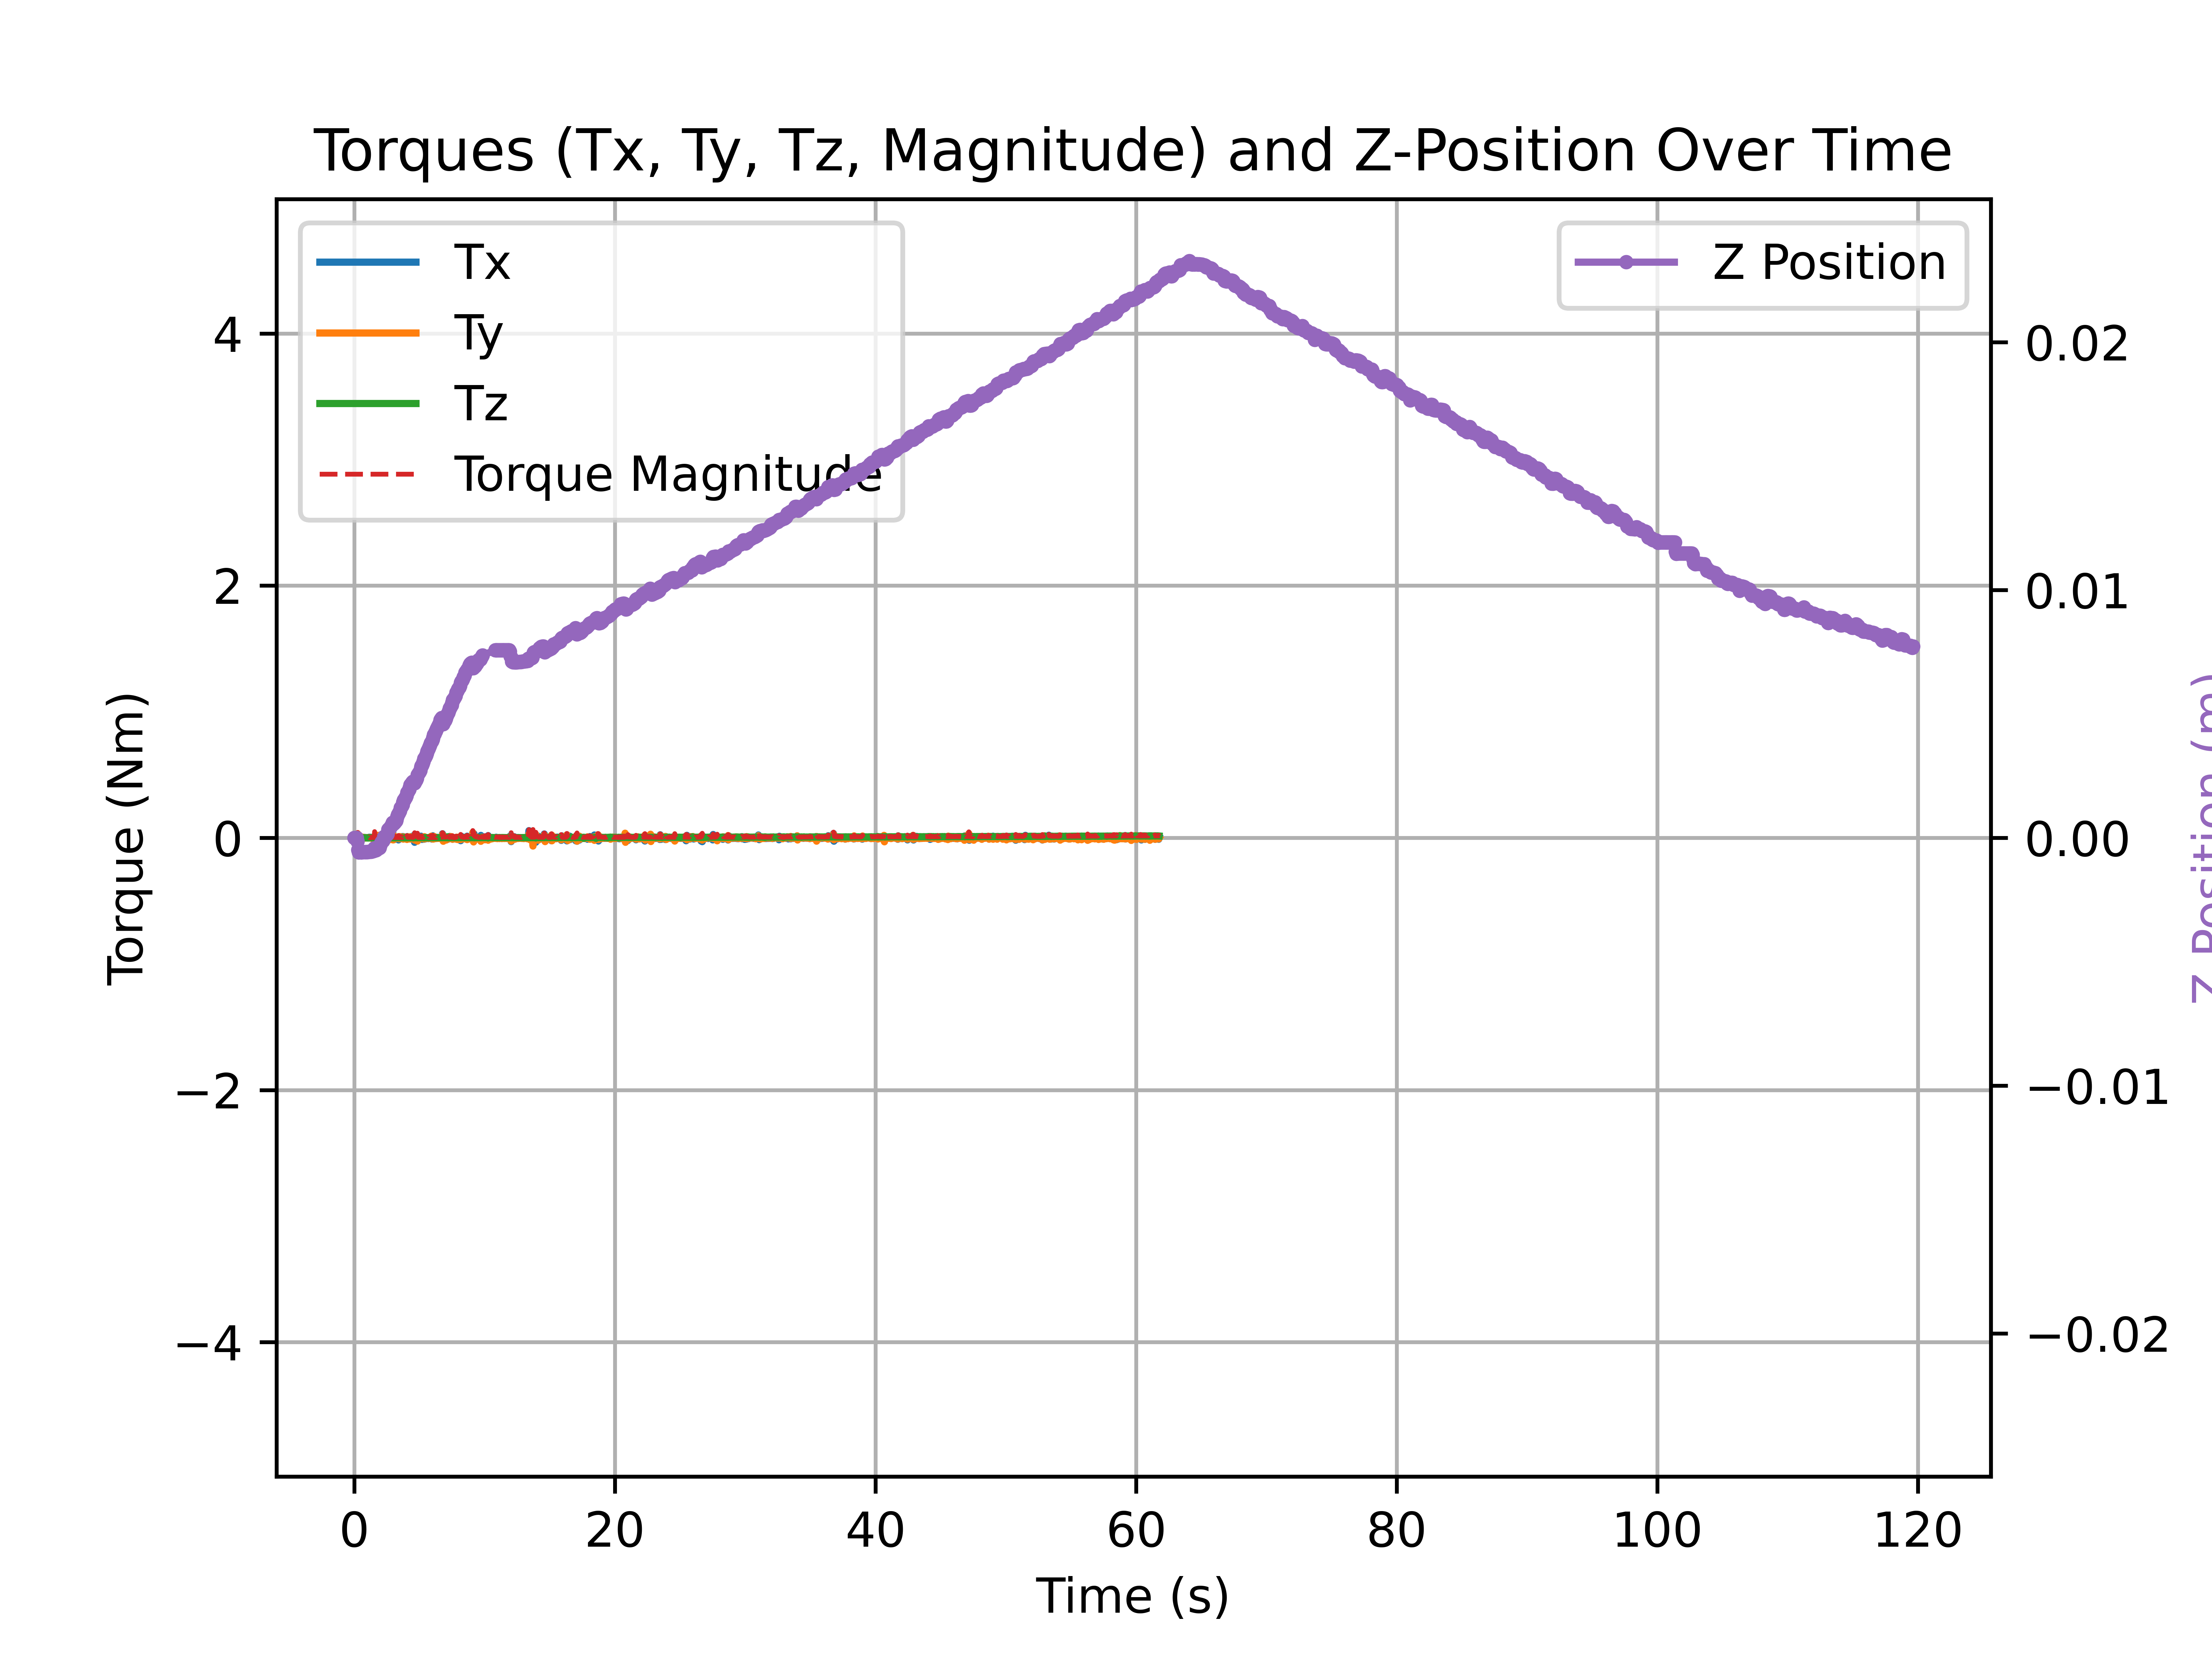 Torques (Tx, Ty, Tz, Magnitude) and Z-Position Over Time
Tx
Ty
Tz
Torque Magnitude
Z Position
4
2
0
−2
−4
Torque (Nm)
0.02
0.01
0.00
−0.01
−0.02
Z Position (m)
0
20
40
60
80
100
120
Time (s)